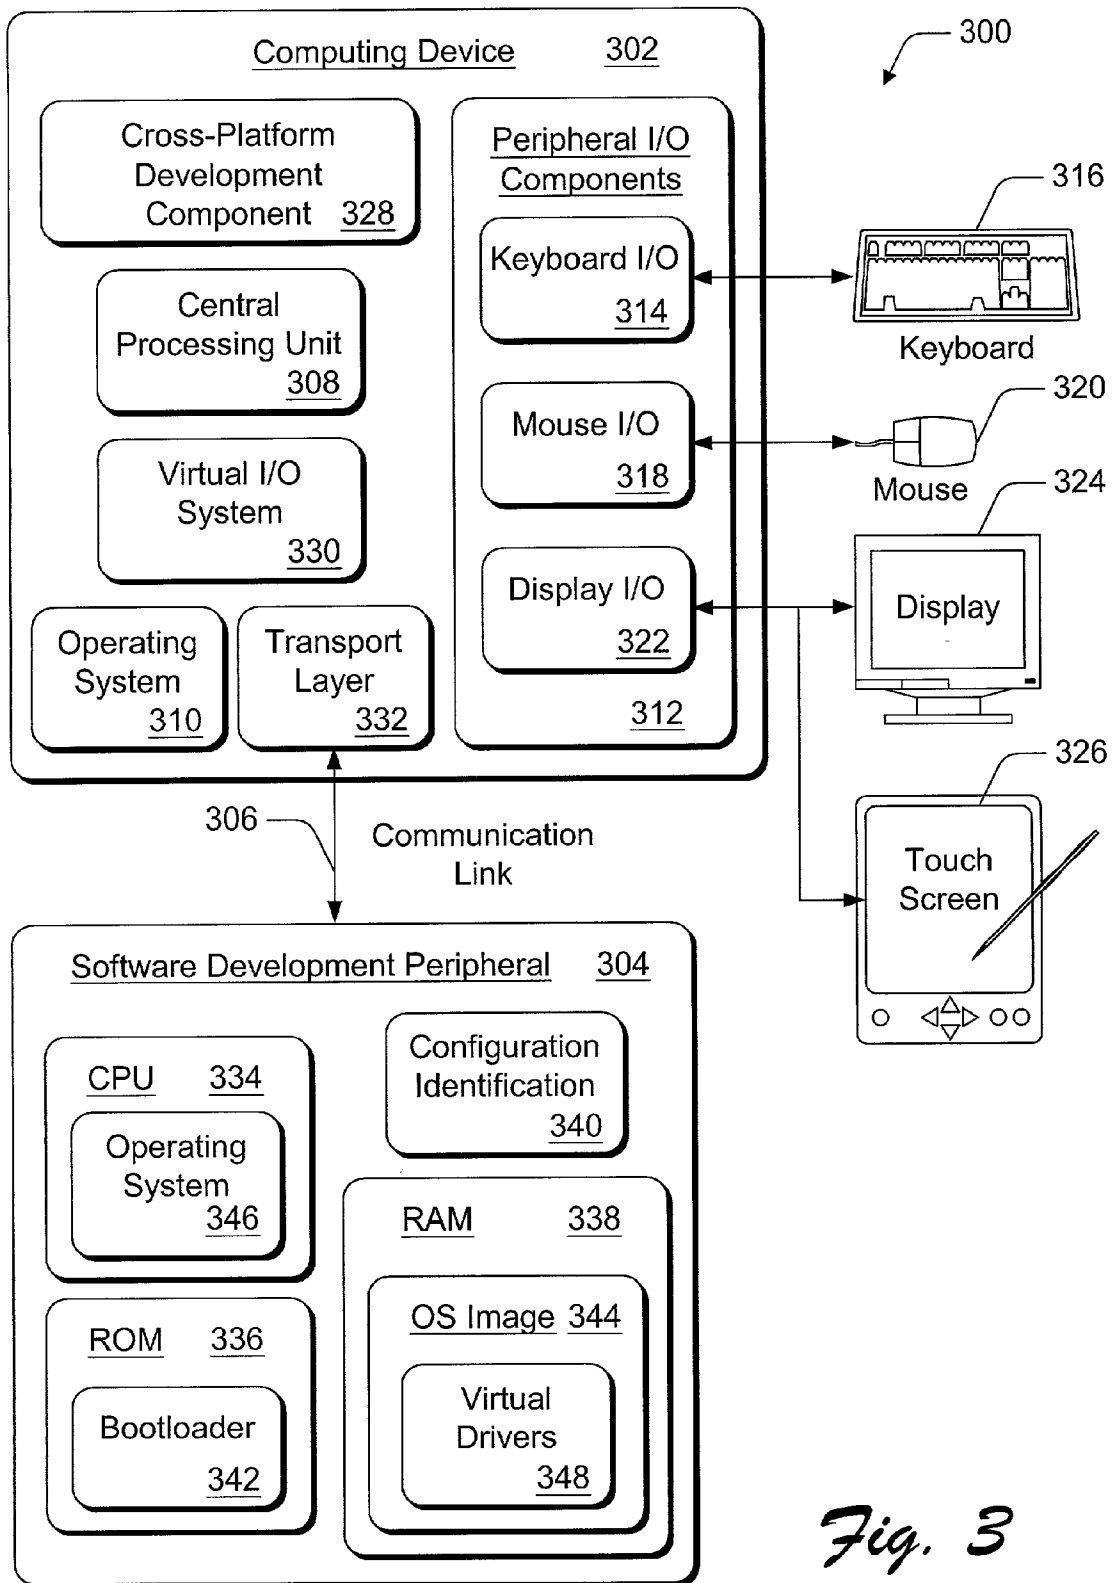 300
Computing Device 302
Cross-Platform
Development
Component 328
Central
Processing Unit
308
Virtual I/O
System
330
Operating
System
310
Transport
Layer
332
Peripheral I/O
Components
Keyboard I/O
314
Mouse I/O
318
Display I/O
322
312
316
Keyboard
320
Mouse
324
Display
326
Touch
Screen
306
Communication
Link
Software Development Peripheral 304
CPU 334
Operating
System
346
Configuration
Identification
340
ROM 336
Bootloader
342
RAM 338
OS Image 344
Virtual
Drivers
348
Fig. 3